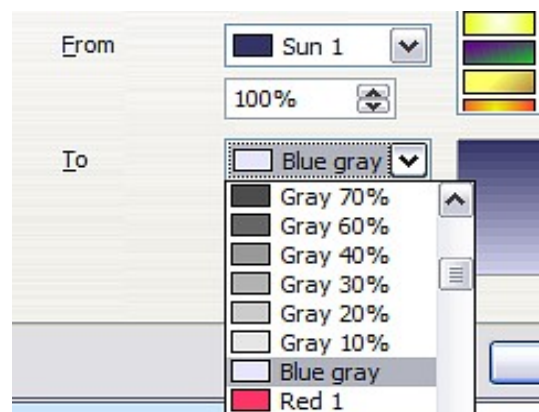 From
Sun 1
100%
To
Blue gray
Gray 70%
Gray 60%
Gray 40%
Gray 30%
Gray 20%
Gray 10%
Blue gray
Red 1